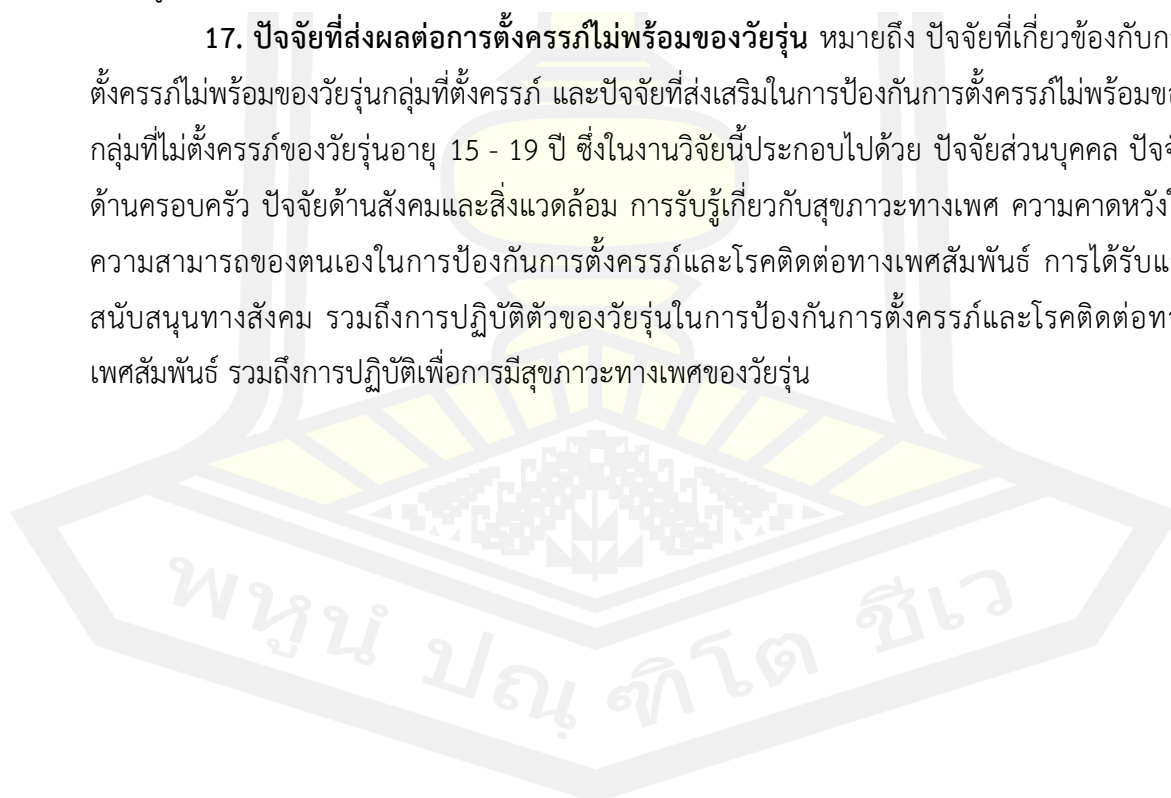 17. ปัจจัยที่ส่งผลต่อการตั้งครรภ์ไม่พร้อมของวัยรุ่น หมายถึง ปัจจัยที่เกี่ยวข้องกับก
ตั้งครรภ์ไม่พร้อมของวัยรุ่นกลุ่มที่ตั้งครรภ์ และปัจจัยที่ส่งเสริมในการป้องกันการตั้งครรภ์ไม่พร้อมขอ
กลุ่มที่ไม่ตั้งครรภ์ของวัยรุ่นอายุ 15 - 19 ปี ซึ่งในงานวิจัยนี้ประกอบไปด้วย ปัจจัยส่วนบุคคล ปัจจั
ด้านครอบครัว ปัจจัยด้านสังคมและสิ่งแวดล้อม การรับรู้เกี่ยวกับสุขภาวะทางเพศ ความคาดหวังใ
ความสามารถของตนเองในการป้องกันการตั้งครรภ์และโรคติดต่อทางเพศสัมพันธ์ การได้รับแ
สนับสนุนทางสังคม รวมถึงการปฏิบัติตัวของวัยรุ่นในการป้องกันการตั้งครรภ์และโรคติดต่อทา
เพศสัมพันธ์ รวมถึงการปฏิบัติเพื่อการมีสุขภาวะทางเพศของวัยรุ่น
พหูนํ ปณฺฑิโต ชีเว